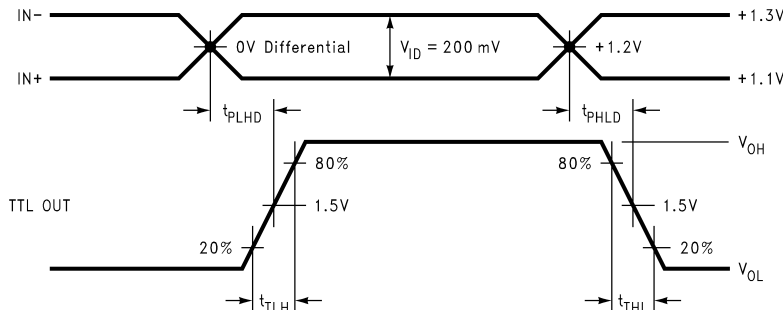 IN-
+1.3V
0V Differential
V_ID = 200 mV
+1.2V
IN+
+1.1V
t_PLHD
t_PHLD
V_OH
80%
80%
TTL OUT
1.5V
1.5V
20%
20%
V_OL
t_TLH
t_THL